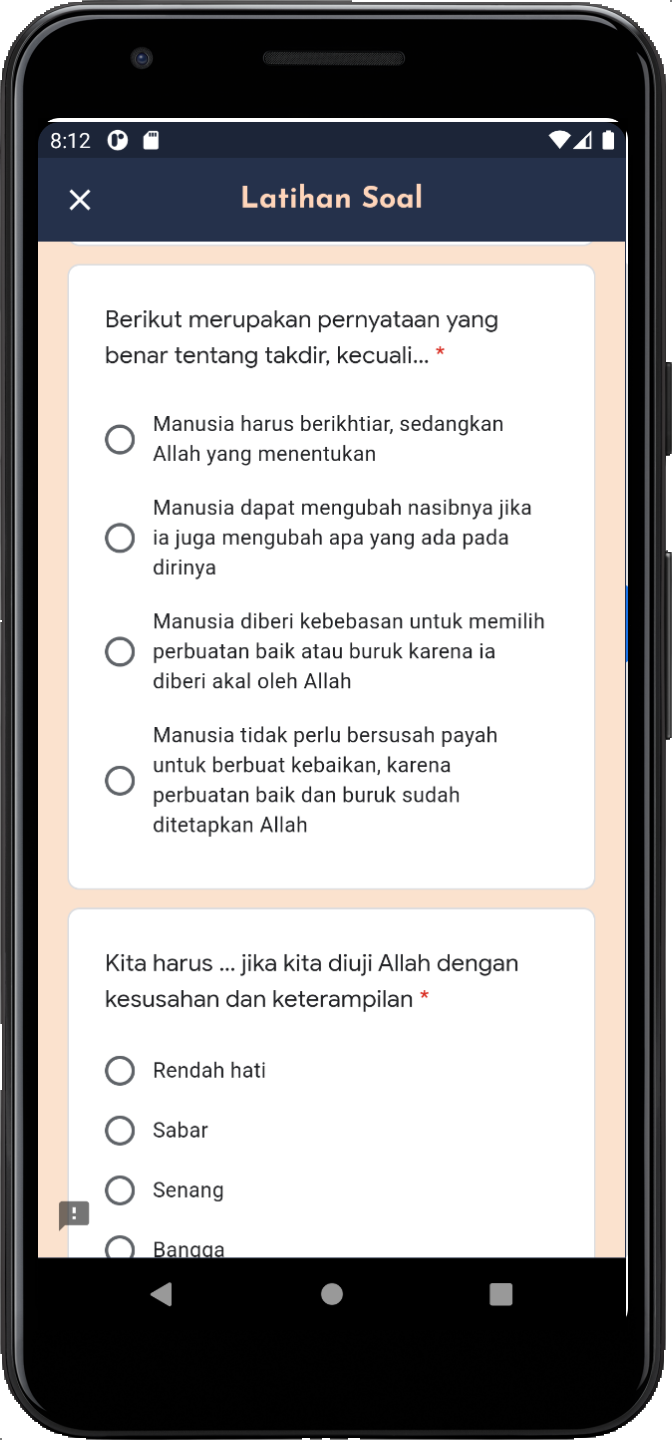 8:12
Latihan Soal
Berikut merupakan pernyataan yang
benar tentang takdir, kecuali... *
Manusia harus berikhtiar, sedangkan
Allah yang menentukan
Manusia dapat mengubah nasibnya jika
ia juga mengubah apa yang ada pada
dirinya
Manusia diberi kebebasan untuk memilih
perbuatan baik atau buruk karena ia
diberi akal oleh Allah
Manusia tidak perlu bersusah payah
untuk berbuat kebaikan, karena
perbuatan baik dan buruk sudah
ditetapkan Allah
Kita harus ... jika kita diuji Allah dengan
kesusahan dan keterampilan *
Rendah hati
Sabar
Senang
Bangga